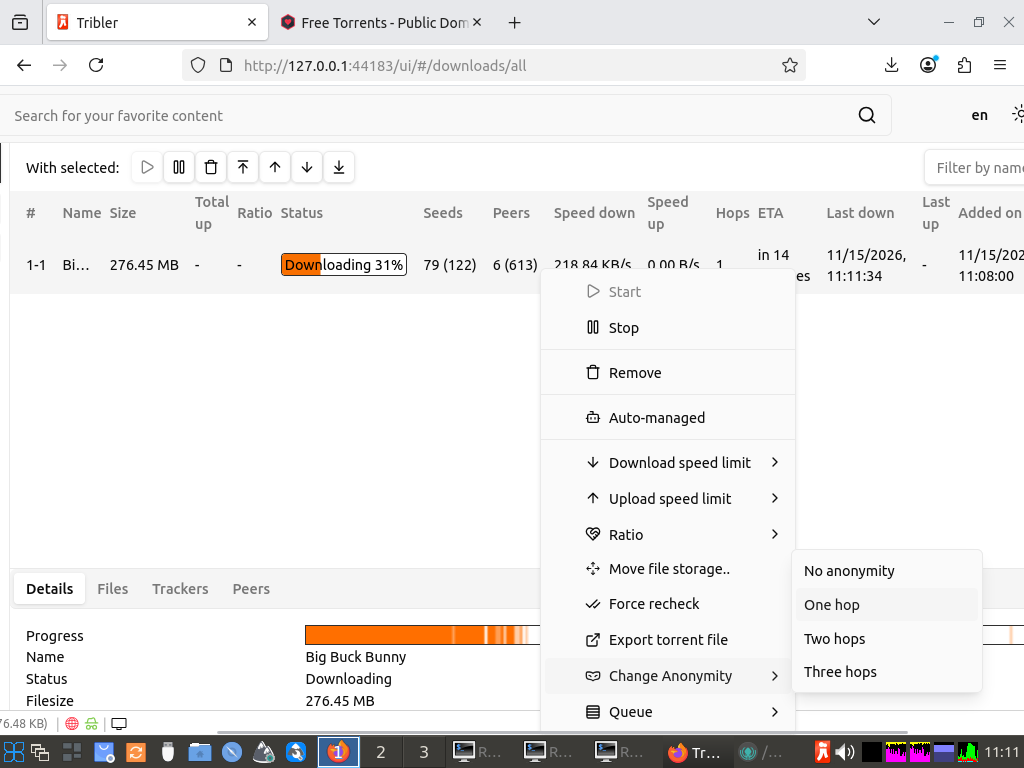 Tribler
Free Torrents - Public Dom
http://127.0.0.1:44183/ui/#/downloads/all
Search for your favorite content
en
With selected:
Filter by name
# Name Size Total up Ratio Status Seeds Peers Speed down Speed up Hops ETA Last down Last up Added on
1-1 Bi... 276.45 MB - - Downloading 31% 79 (122) 6 (613) 218.84 KB/s 0.00 B/s 1 in 14 11/15/2026, 11:11:34 - 11:08:00
Start
Stop
Remove
Auto-managed
Download speed limit
Upload speed limit
Ratio
Move file storage..
Force recheck
Export torrent file
Change Anonymity
Queue
No anonymity
One hop
Two hops
Three hops
Details Files Trackers Peers
Progress
Name Big Buck Bunny
Status Downloading
Filesize 276.45 MB
76.48 KB)
1 2 3 R... R... R... Tr... /... 11:11